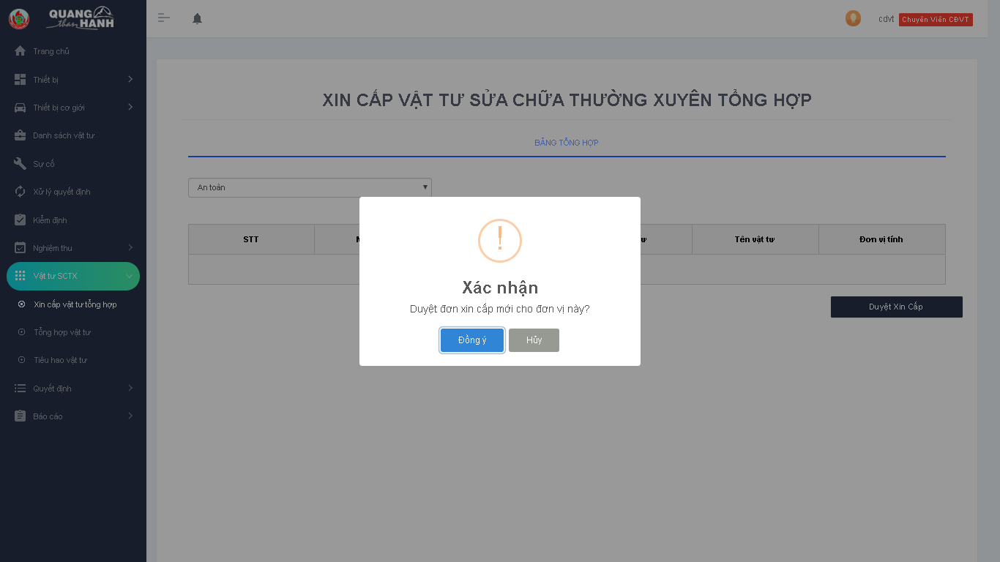 QUANG
than HANH
cdvt Chuyên Viên CĐVT
Trang chủ
Thiết bị
Thiết bị cơ giới
Danh sách vật tư
Sự cố
Xử lý quyết định
Kiểm định
Nghiệm thu
Vật tư SCTX
Xin cấp vật tư tổng hợp
Tổng hợp vật tư
Tiêu hao vật tư
Quyết định
Báo cáo
XIN CẤP VẬT TƯ SỬA CHỮA THƯỜNG XUYÊN TỔNG HỢP
BẢNG TỔNG HỢP
An toàn
STT Tên vật tư Đơn vị tính
Duyệt Xin Cấp
!
Xác nhận
Duyệt đơn xin cấp mới cho đơn vị này?
Đồng ý Hủy